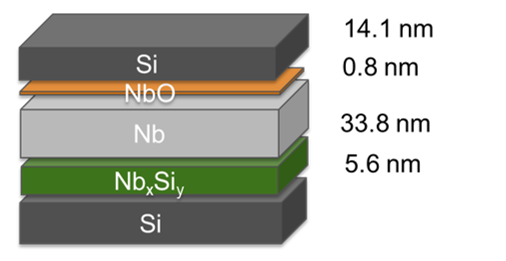 Si 14.1 nm
NbO 0.8 nm
Nb 33.8 nm
NbxSiy 5.6 nm
Si